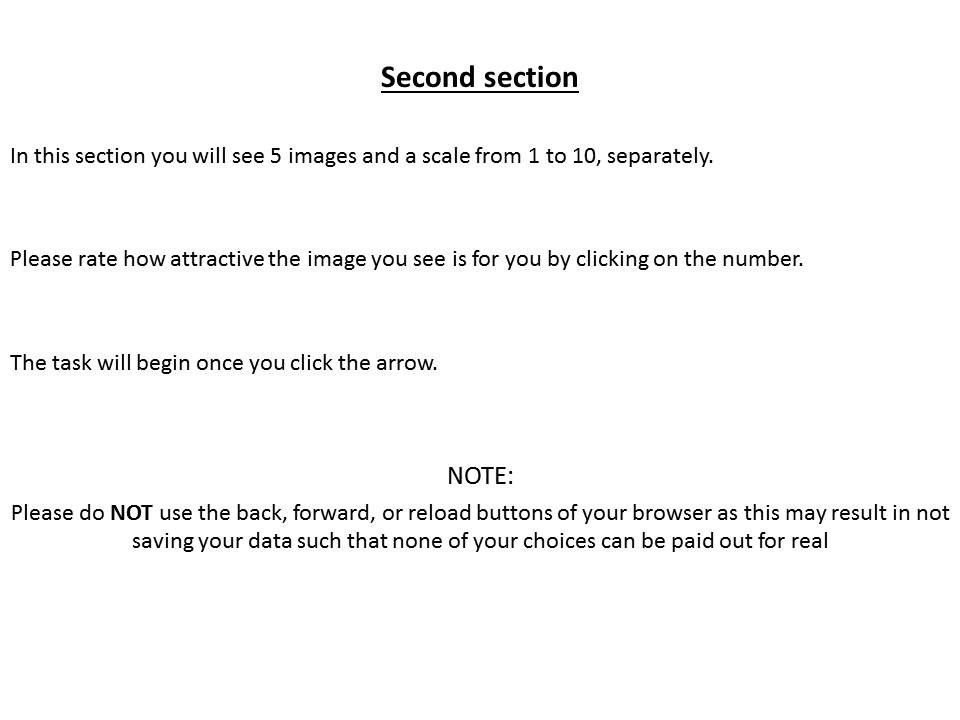 Second section
In this section you will see 5 images and a scale from 1 to 10, separately.
Please rate how attractive the image you see is for you by clicking on the number.
The task will begin once you click the arrow.
NOTE:
Please do NOT use the back, forward, or reload buttons of your browser as this may result in not
saving your data such that none of your choices can be paid out for real